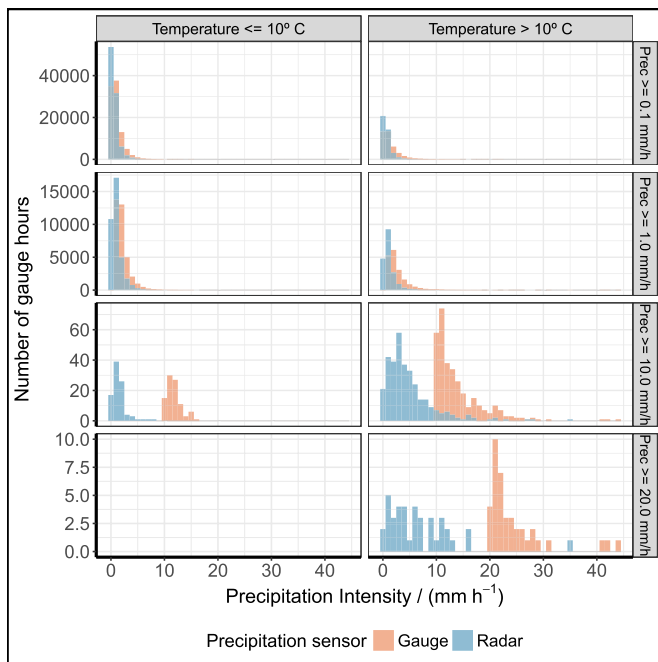 Temperature <= 10º C
Temperature > 10º C
Number of gauge hours
40000
20000
0
Prec >= 0.1 mm/h
15000
10000
5000
0
Prec >= 1.0 mm/h
60
40
20
0
Prec >= 10.0 mm/h
10.0
7.5
5.0
2.5
0.0
Prec >= 20.0 mm/h
0 10 20 30 40
0 10 20 30 40
Precipitation Intensity / (mm h⁻¹)
Precipitation sensor Gauge Radar